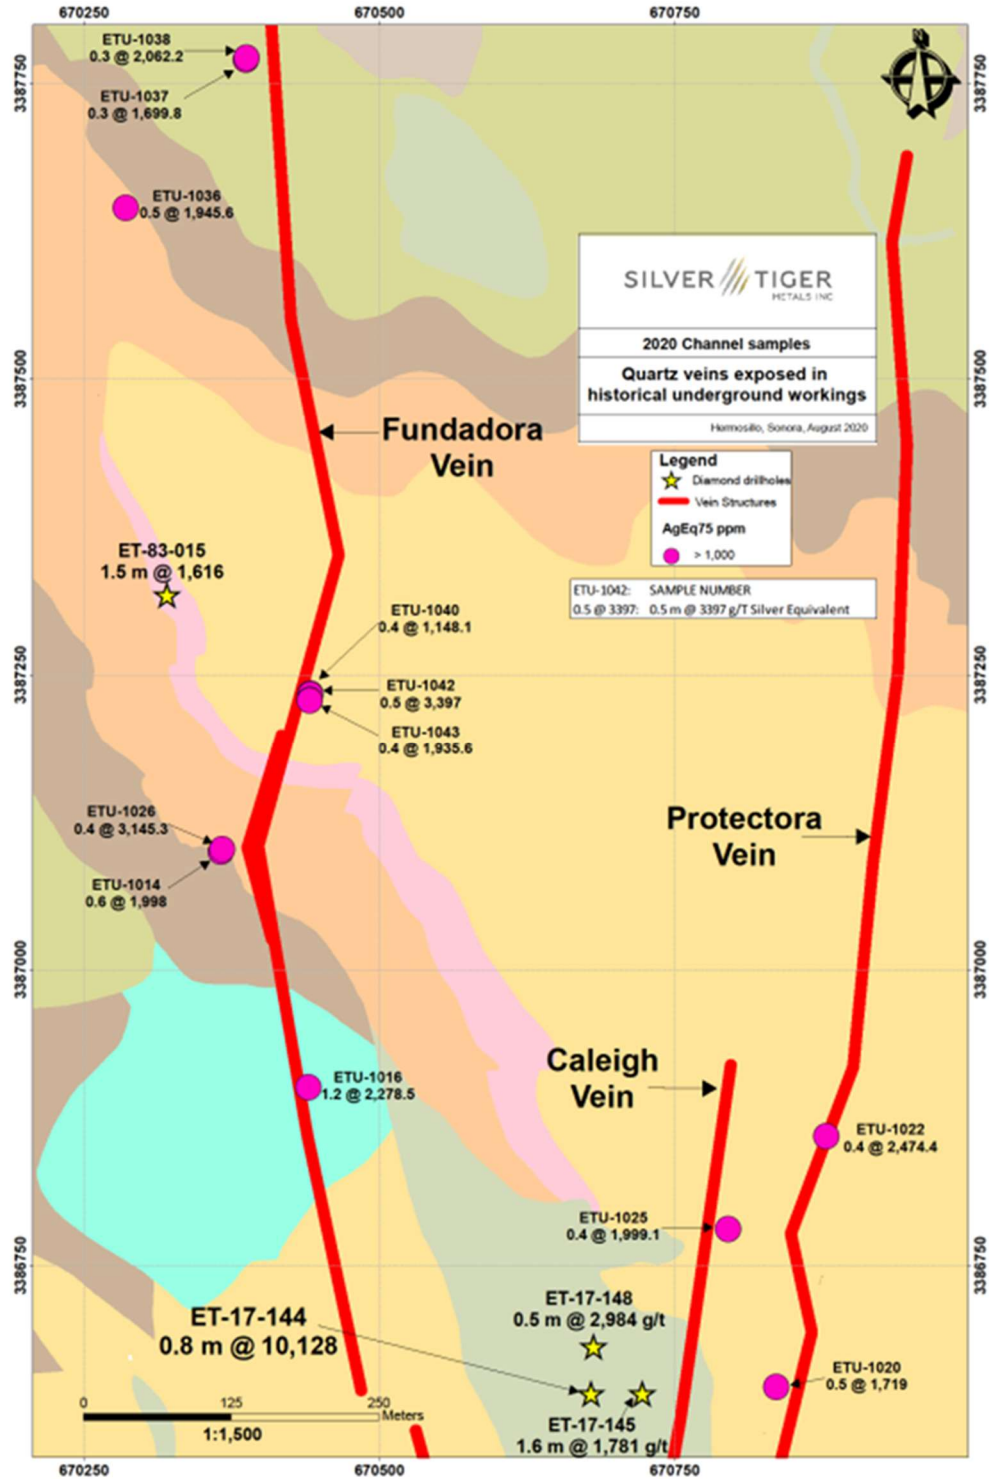 670250
670500
670750
3387750
3387500
3387250
3387000
3386750
3387750
3387500
3387250
3387000
3386750
N
ETU-1038
0.3 @ 2,062.2
ETU-1037
0.3 @ 1,699.8
ETU-1036
0.5 @ 1,945.6
SILVER TIGER
METALS INC
2020 Channel samples
Quartz veins exposed in
historical underground workings
Hermosillo, Sonora, August 2020
Legend
Diamond drillholes
Vein Structures
AgEq75 ppm
> 1,000
ETU-1042: SAMPLE NUMBER
0.5 @ 3397: 0.5 m @ 3397 g/T Silver Equivalent
Fundadora
Vein
ET-83-015
1.5 m @ 1,616
ETU-1040
0.4 @ 1,148.1
ETU-1042
0.5 @ 3,397
ETU-1043
0.4 @ 1,935.6
ETU-1026
0.4 @ 3,145.3
ETU-1014
0.6 @ 1,998
Protectora
Vein
Caleigh
Vein
ETU-1016
1.2 @ 2,278.5
ETU-1022
0.4 @ 2,474.4
ETU-1025
0.4 @ 1,999.1
ET-17-148
0.5 m @ 2,984 g/t
ET-17-144
0.8 m @ 10,128
ETU-1020
0.5 @ 1,719
ET-17-145
1.6 m @ 1,781 g/t
0 125 250
Meters
1:1,500
670250
670500
670750